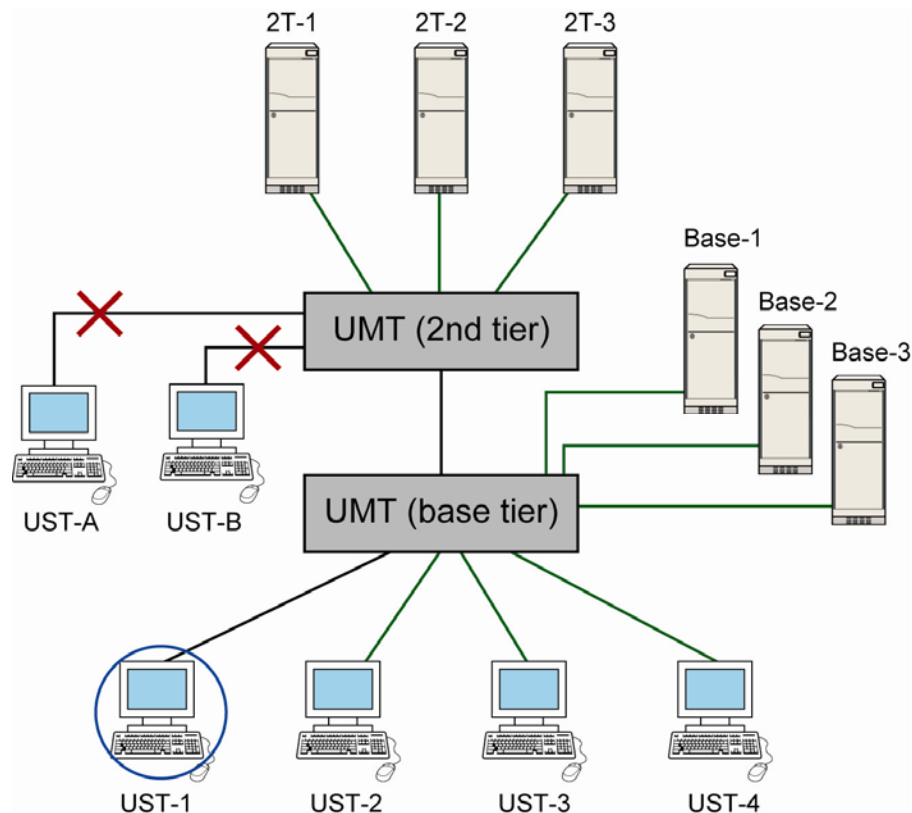 2T-1
2T-2
2T-3
Base-1
Base-2
Base-3
UMT (2nd tier)
UST-A
UST-B
UMT (base tier)
UST-1
UST-2
UST-3
UST-4